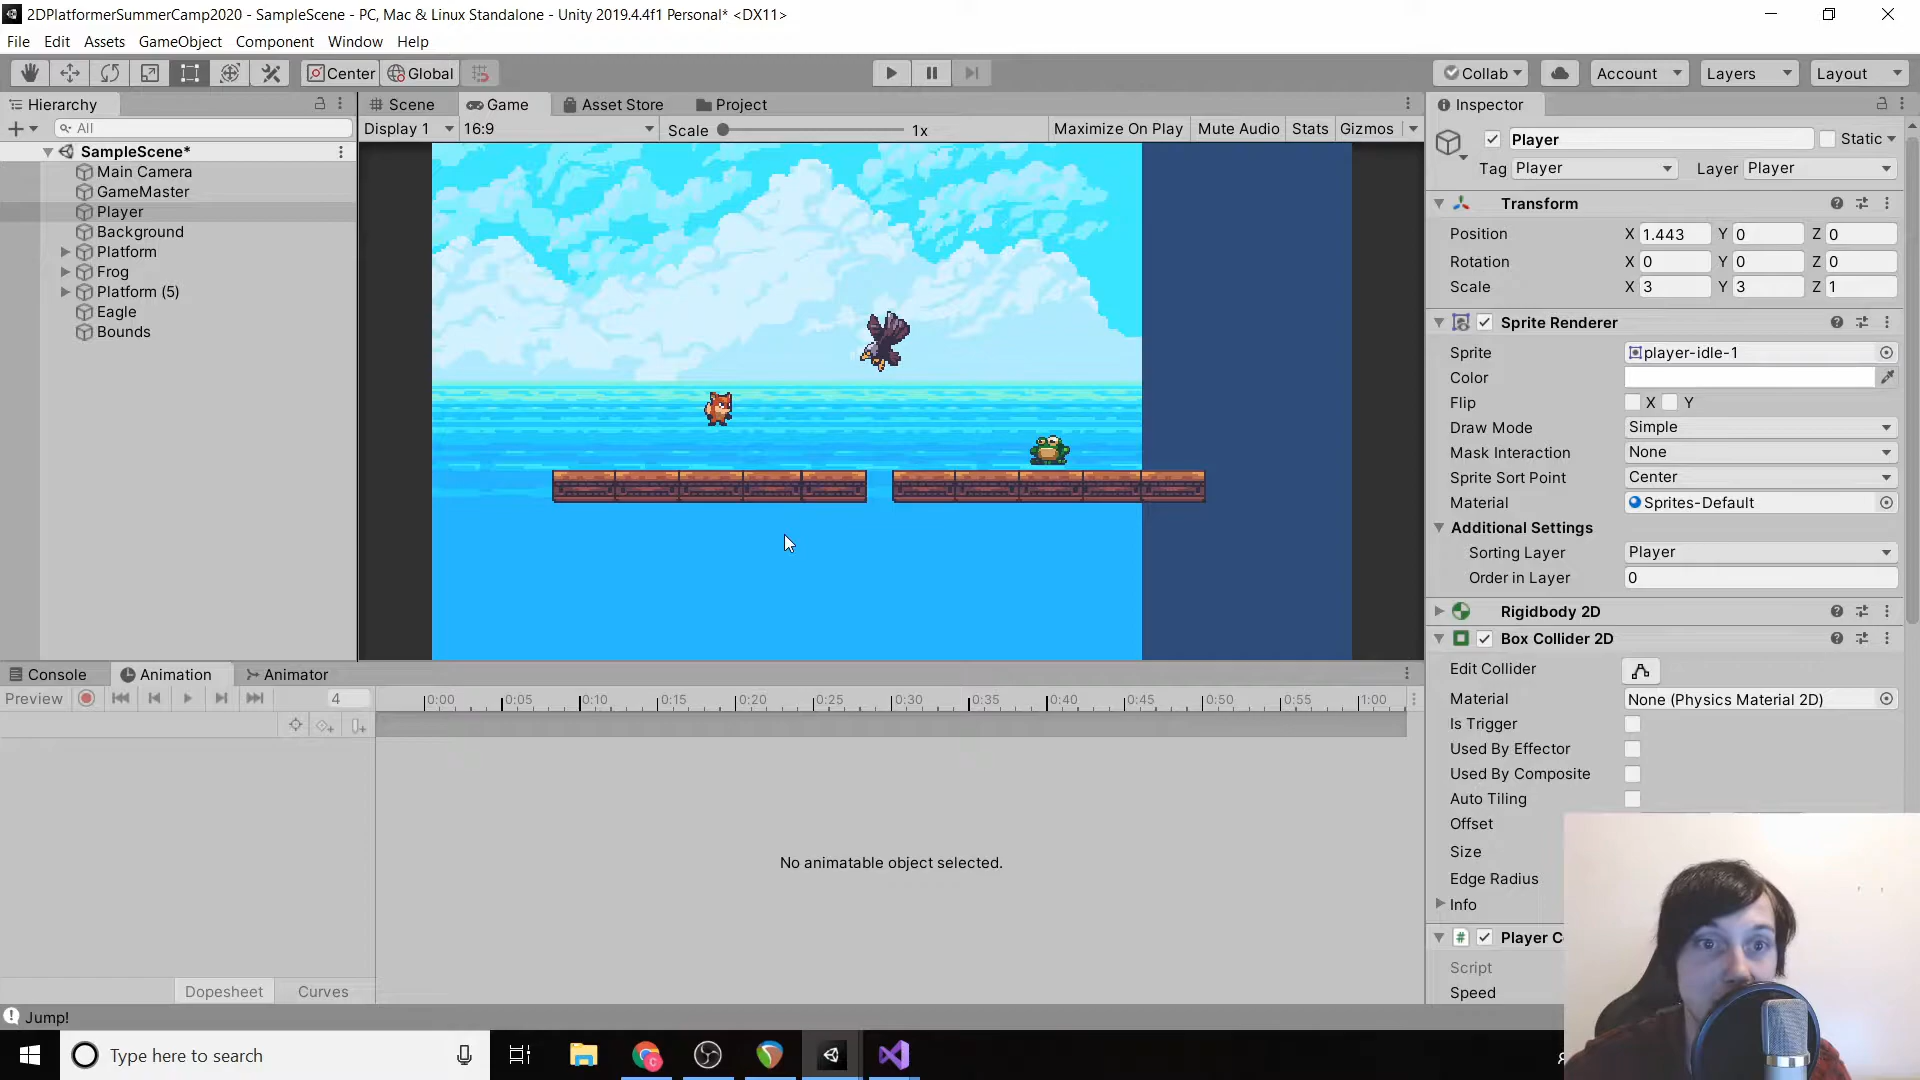 2DPlatformerSummerCamp2020 - SampleScene - PC, Mac & Linux Standalone - Unity 2019.4.4f1 Personal* <DX11>
File Edit Assets GameObject Component Window Help
Center Global Collab Account Layers Layout
Hierarchy Scene Game Asset Store Project Inspector
All Display 1 16:9 Scale 1x Maximize On Play Mute Audio Stats Gizmos
Player Static
Tag Player Layer Player
SampleScene*
Main Camera
GameMaster
Player
Background
Platform
Frog
Platform (5)
Eagle
Bounds
Transform
Position X 1.443 Y 0 Z 0
Rotation X 0 Y 0 Z 0
Scale X 3 Y 3 Z 1
Sprite Renderer
Sprite player-idle-1
Color
Flip X Y
Draw Mode Simple
Mask Interaction None
Sprite Sort Point Center
Material Sprites-Default
Additional Settings
Sorting Layer Player
Order in Layer 0
Rigidbody 2D
Box Collider 2D
Edit Collider
Material None (Physics Material 2D)
Is Trigger
Used By Effector
Used By Composite
Auto Tiling
Offset
Size
Edge Radius
Info
Player C
Script
Speed
Console Animation Animator
Preview 4 0:00 0:05 0:10 0:15 0:20 0:25 0:30 0:35 0:40 0:45 0:50 0:55 1:00
No animatable object selected.
Dopesheet Curves
Jump!
Type here to search